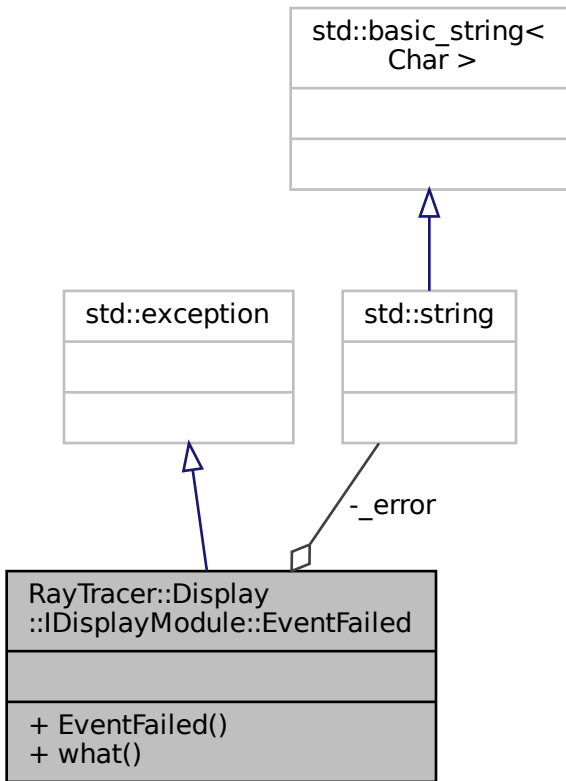 std::basic_string<
Char >
std::exception
std::string
-_error
RayTracer::Display
::IDisplayModule::EventFailed
+ EventFailed()
+ what()